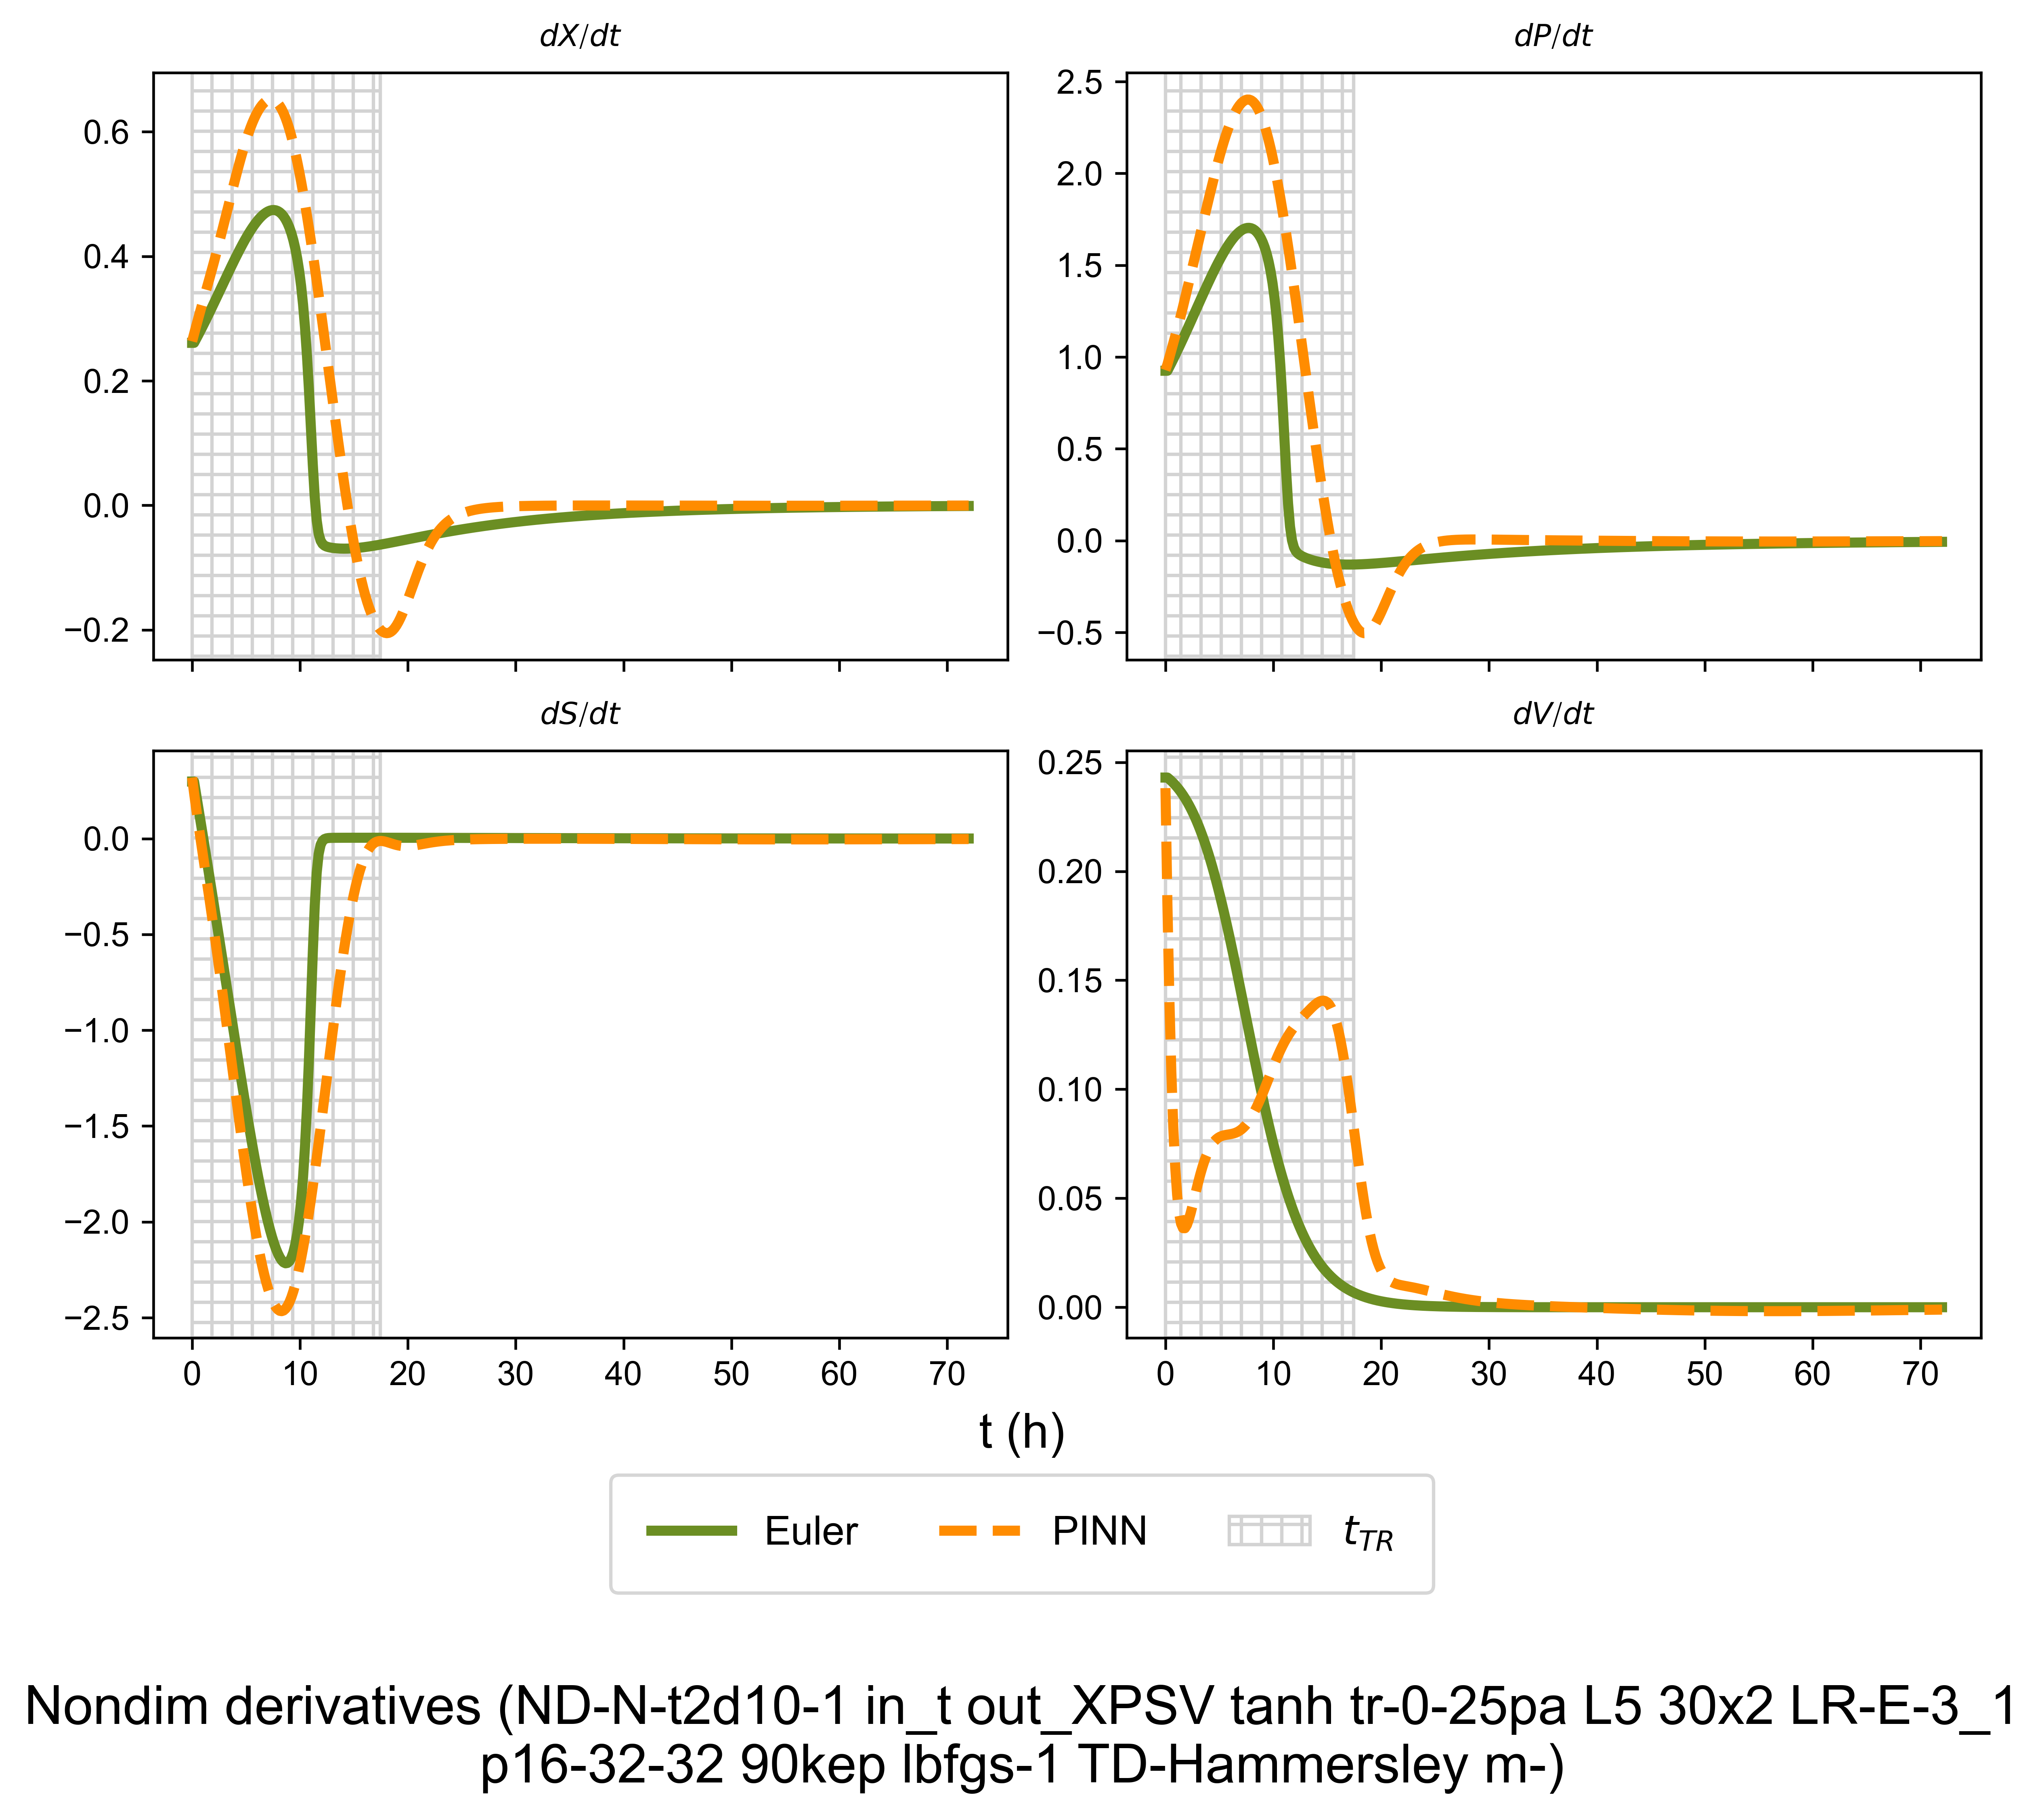 dX/dt
dP/dt
0.6
0.4
0.2
0.0
−0.2
2.5
2.0
1.5
1.0
0.5
0.0
−0.5
dS/dt
dV/dt
0.0
−0.5
−1.0
−1.5
−2.0
−2.5
0 10 20 30 40 50 60 70
0.25
0.20
0.15
0.10
0.05
0.00
0 10 20 30 40 50 60 70
t (h)
Euler PINN t_{TR}
Nondim derivatives (ND-N-t2d10-1 in_t out_XPSV tanh tr-0-25pa L5 30x2 LR-E-3_1
p16-32-32 90kep lbfgs-1 TD-Hammersley m-)